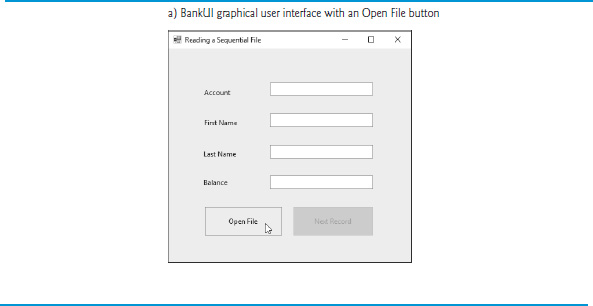 a) BankUI graphical user interface with an Open File button
Reading a Sequential File
Account
First Name
Last Name
Balance
Open File
Next Record